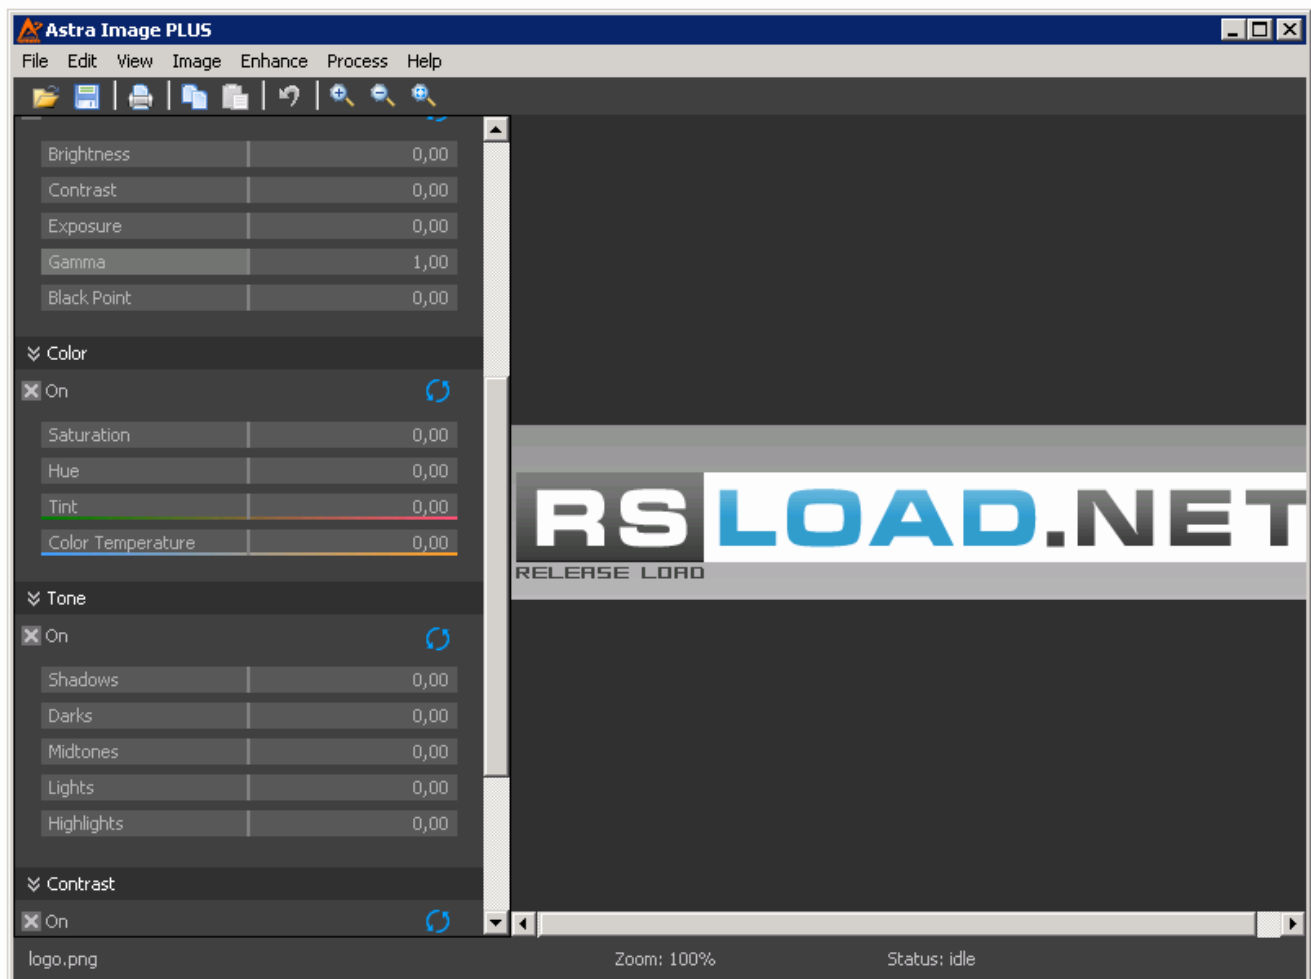 Astra Image PLUS
File Edit View Image Enhance Process Help
Brightness 0,00
Contrast 0,00
Exposure 0,00
Gamma 1,00
Black Point 0,00
Color
On
Saturation 0,00
Hue 0,00
Tint 0,00
Color Temperature 0,00
Tone
On
Shadows 0,00
Darks 0,00
Midtones 0,00
Lights 0,00
Highlights 0,00
Contrast
On
RSLOAD.NET
RELEASE LOAD
logo.png Zoom: 100% Status: idle